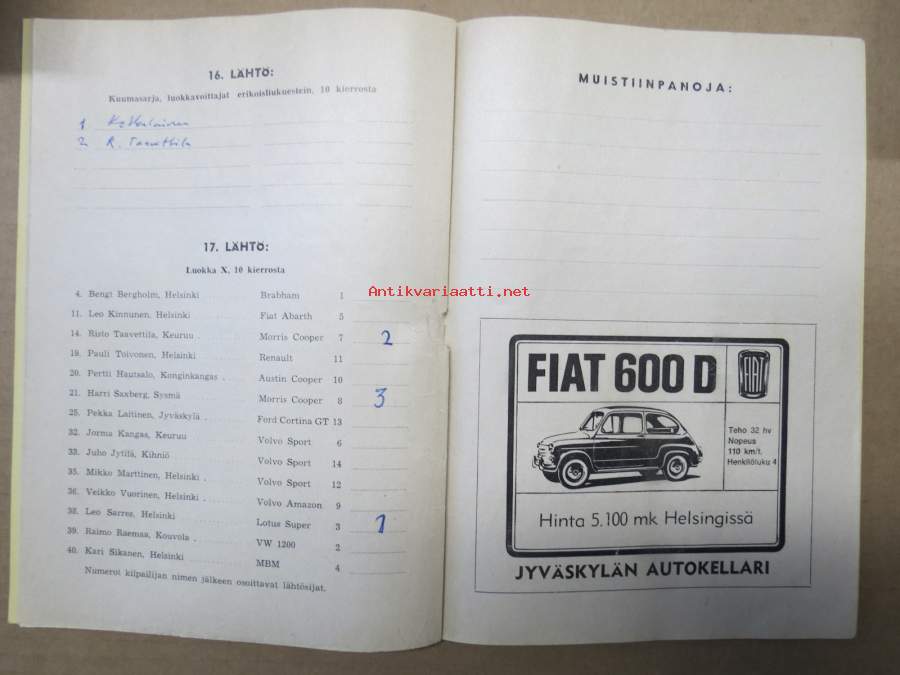 16. LÄHTÖ:
Kuumasarja, luokkavoittajat erikoisliukuestein, 10 kierrosta
1
2. R. Taavettila
17. LÄHTÖ:
Luokka X, 10 kierrosta
4. Bengt Bergholm, Helsinki Brabham 1
11. Leo Kinnunen, Helsinki Fiat Abarth 5
14. Risto Taavettila, Keuruu Morris Cooper 7 2
19. Pauli Toivonen, Helsinki Renault 11
20. Pertti Hautsalo, Konginkangas . Austin Cooper 10
21. Harri Saxberg, Sysmä Morris Cooper 8 3
25. Pekka Laitinen, Jyväskylä . Ford Cortina GT 13
32. Jorma Kangas, Keuruu Volvo Sport 6
33. Juho Jytilä, Kihniö Volvo Sport 14
35. Mikko Marttinen, Helsinki . Volvo Sport 12
36. Veikko Vuorinen, Helsinki . Volvo Amazon 9
38. Leo Sarres, Helsinki Lotus Super 3 1
39. Raimo Raemaa, Kouvola . VW 1200 2
40. Kari Sikanen, Helsinki MBM 4
Numerot kilpailijan nimen jälkeen osoittavat lähtösijat.
MUISTIINPANOJA:
Antikvariaatti.net
FIAT 600 D
FIAT
Teho 32 hv
Nopeus
110 km/t.
Henkilöluku 4
Hinta 5.100 mk Helsingissä
JYVÄSKYLÄN AUTOKELLARI